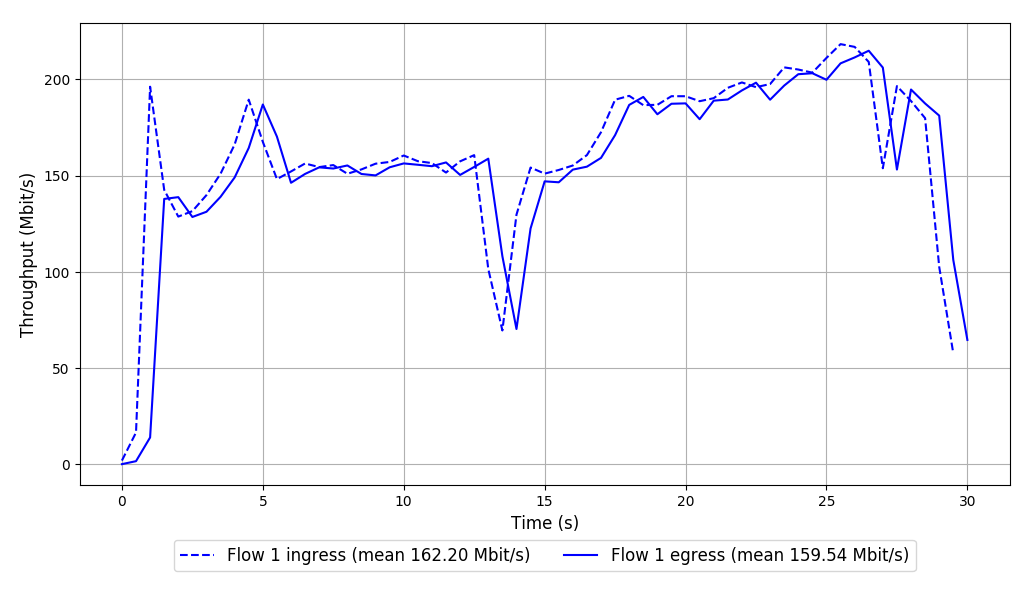 Throughput (Mbit/s)
200
150
100
50
0
0 5 10 15 20 25 30
Time (s)
Flow 1 ingress (mean 162.20 Mbit/s) Flow 1 egress (mean 159.54 Mbit/s)